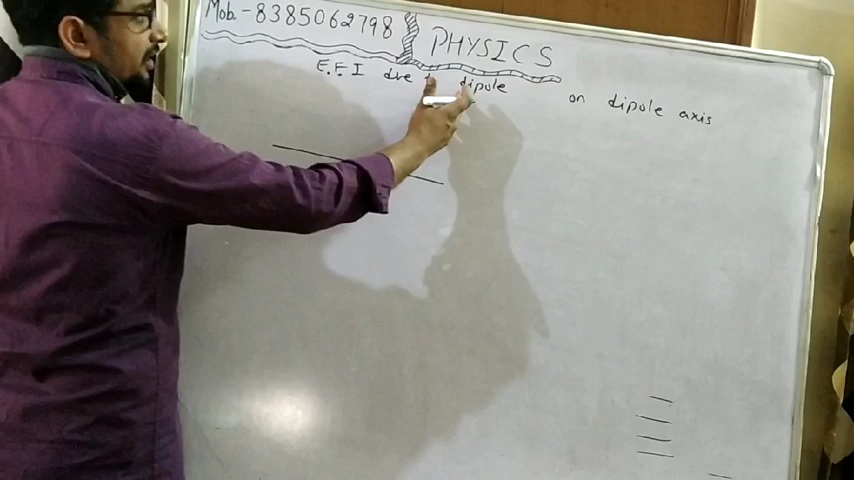 Mob. - 8385062798 PHYSICS
E.F.I due dipole on dipole axis